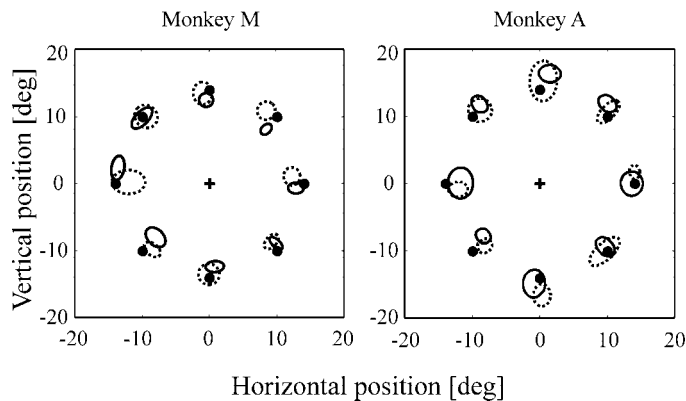 Monkey M Monkey A
20 20
10 10
0 0
-10 -10
-20 -20
-20 -10 0 10 20 -20 -10 0 10 20
Vertical position [deg]
Horizontal position [deg]